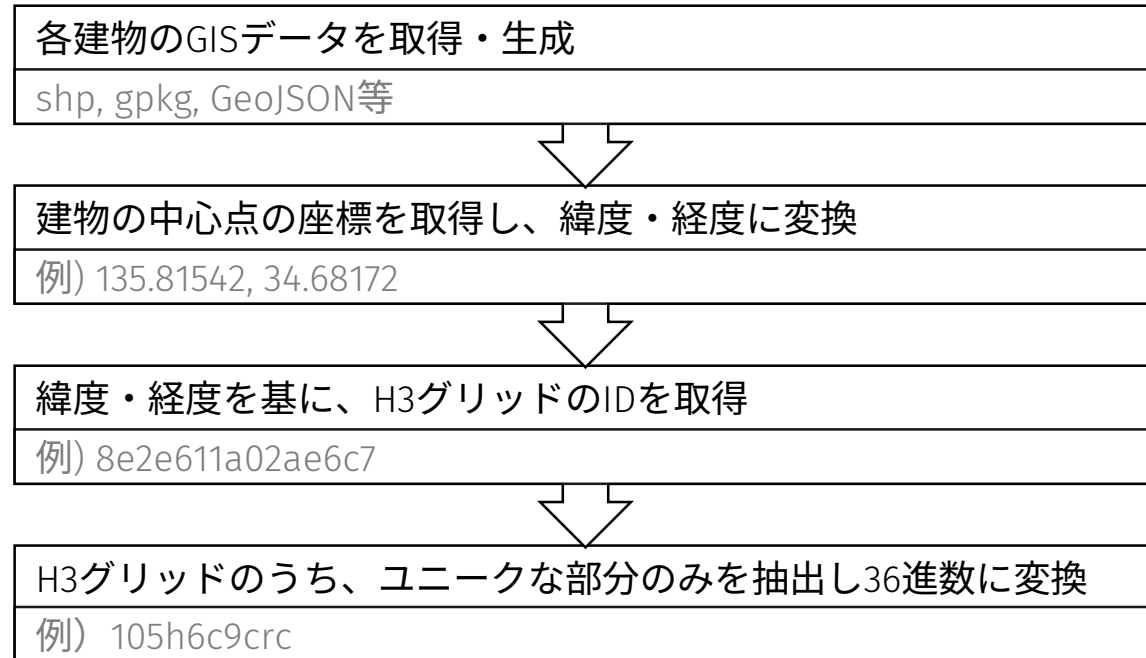 各建物のGISデータを取得・生成
shp, gpkg, GeoJSON等
建物の中心点の座標を取得し、緯度・経度に変換
例) 135.81542, 34.68172
緯度・経度を基に、H3グリッドのIDを取得
例) 8e2e611a02ae6c7
H3グリッドのうち、ユニークな部分のみを抽出し36進数に変換
例）105h6c9crc